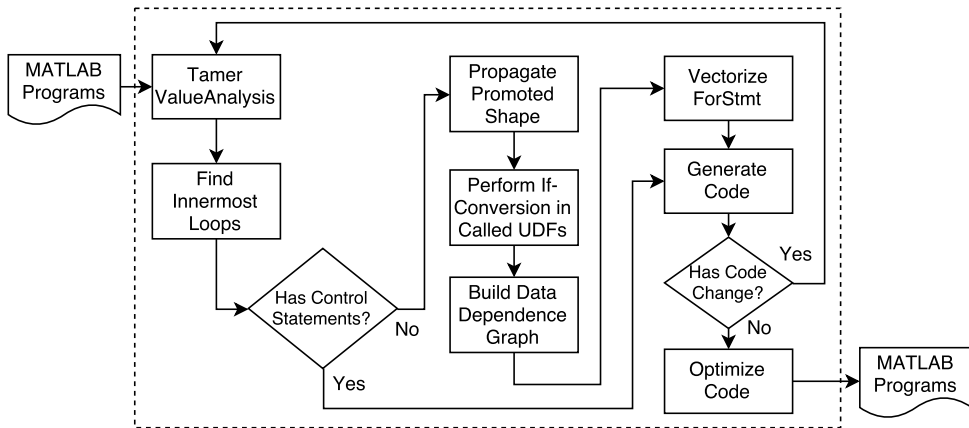 MATLAB
Programs
Tamer
ValueAnalysis
Find
Innermost
Loops
Has Control
Statements?
No
Yes
Propagate
Promoted
Shape
Perform If-
Conversion in
Called UDFs
Build Data
Dependence
Graph
Vectorize
ForStmt
Generate
Code
Has Code
Change?
Yes
No
Optimize
Code
MATLAB
Programs